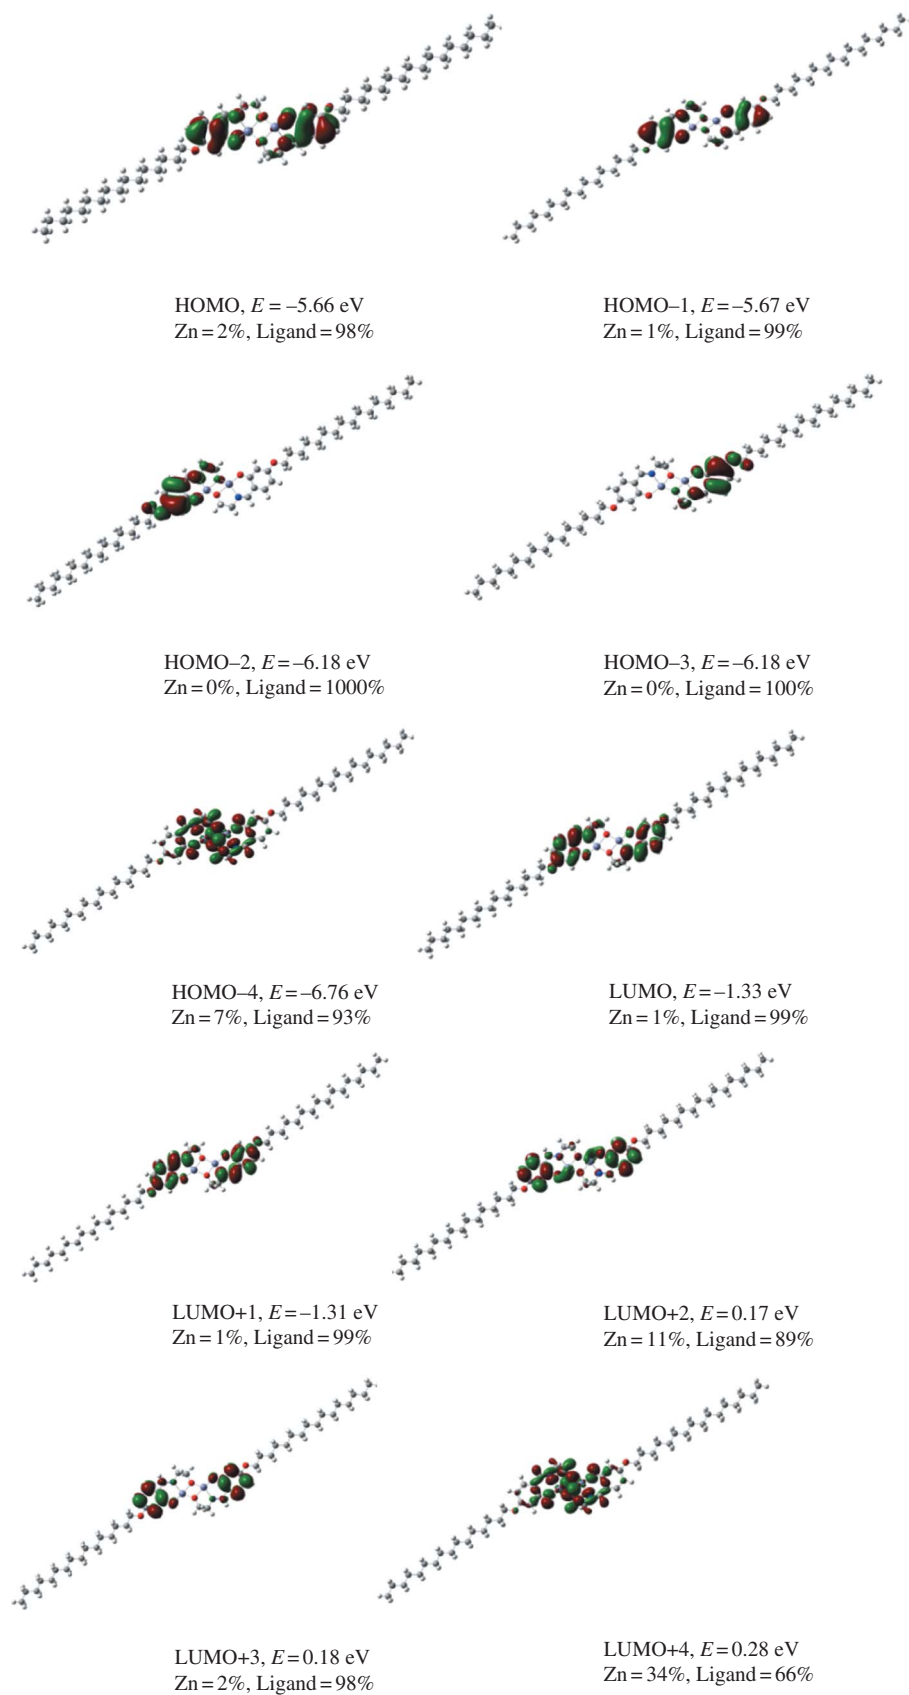 HOMO, E = –5.66 eV
Zn = 2%, Ligand = 98%
HOMO–1, E = –5.67 eV
Zn = 1%, Ligand = 99%
HOMO–2, E = –6.18 eV
Zn = 0%, Ligand = 1000%
HOMO–3, E = –6.18 eV
Zn = 0%, Ligand = 100%
HOMO–4, E = –6.76 eV
Zn = 7%, Ligand = 93%
LUMO, E = –1.33 eV
Zn = 1%, Ligand = 99%
LUMO+1, E = –1.31 eV
Zn = 1%, Ligand = 99%
LUMO+2, E = 0.17 eV
Zn = 11%, Ligand = 89%
LUMO+3, E = 0.18 eV
Zn = 2%, Ligand = 98%
LUMO+4, E = 0.28 eV
Zn = 34%, Ligand = 66%